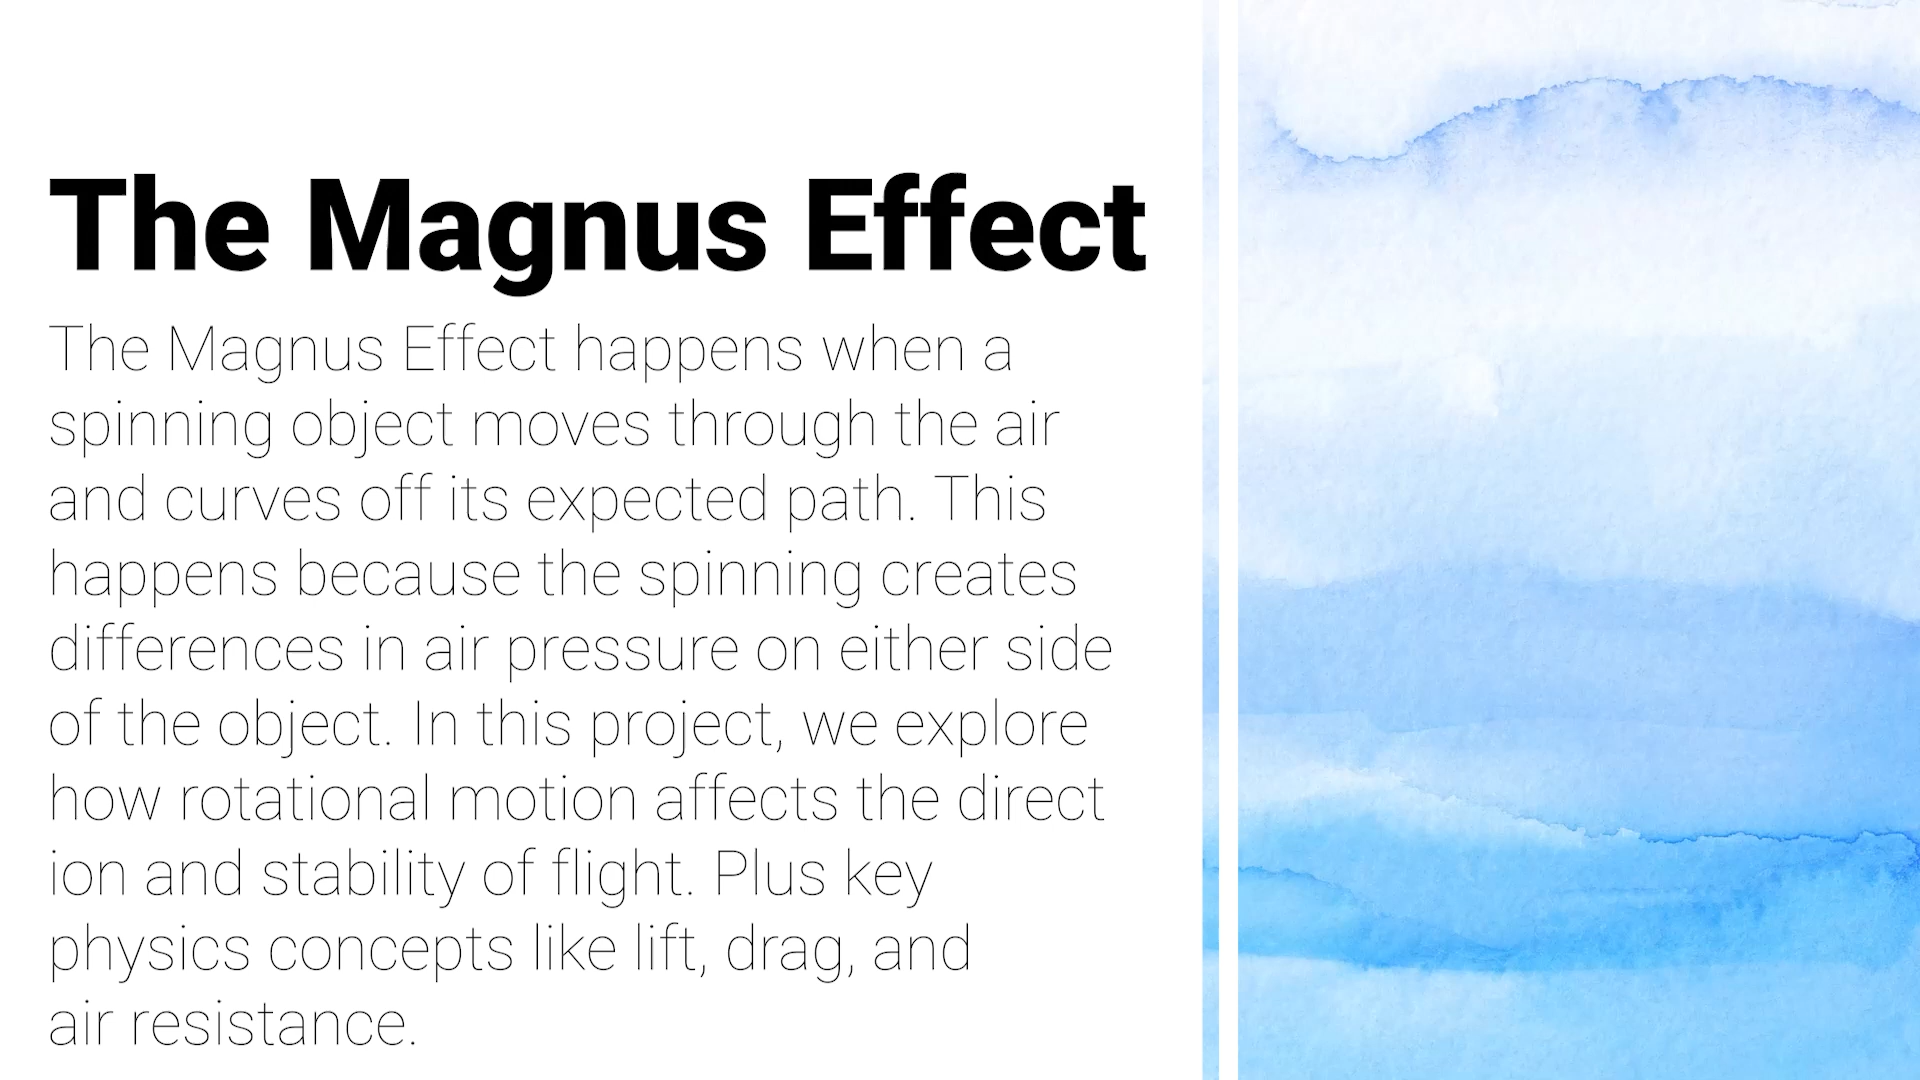 The Magnus Effect
The Magnus Effect happens when a
spinning object moves through the air
and curves off its expected path. This
happens because the spinning creates
differences in air pressure on either side
of the object. In this project, we explore
how rotational motion affects the direct
ion and stability of flight. Plus key
physics concepts like lift, drag, and
air resistance.